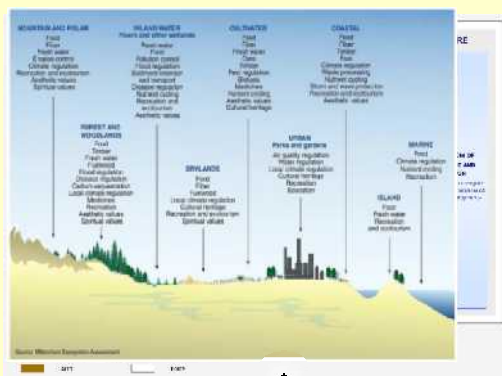 MOUNTAIN AND POLAR
Food
Fiber
Fresh water
Erosion control
Climate regulation
Recreation and ecotourism
Aesthetic values
Spiritual values
INLAND WATER
Rivers and other wetlands
Fresh water
Food
Pollution control
Flood regulation
Sediment retention
and transport
Disease regulation
Nutrient cycling
Recreation and
ecotourism
Aesthetic values
CULTIVATED
Food
Fiber
Fresh water
Dyes
Timber
Pest regulation
Biofuels
Medicines
Nutrient cycling
Aesthetic values
Cultural heritage
COASTAL
Food
Fiber
Timber
Fuel
Climate regulation
Waste processing
Nutrient cycling
Storm and wave protection
Recreation and ecotourism
Aesthetic values
FOREST AND
WOODLANDS
Food
Timber
Fresh water
Fuelwood
Flood regulation
Disease regulation
Carbon sequestration
Local climate regulation
Medicines
Recreation
Aesthetic values
Spiritual values
DRYLANDS
Food
Fiber
Fuelwood
Local climate regulation
Cultural heritage
Recreation and ecotourism
Spiritual values
URBAN
Parks and gardens
Air quality regulation
Water regulation
Local climate regulation
Cultural heritage
Recreation
Education
MARINE
Food
Climate regulation
Nutrient cycling
Recreation
ISLAND
Food
Fresh water
Recreation
and ecotourism
Source: Millennium Ecosystem Assessment
RE